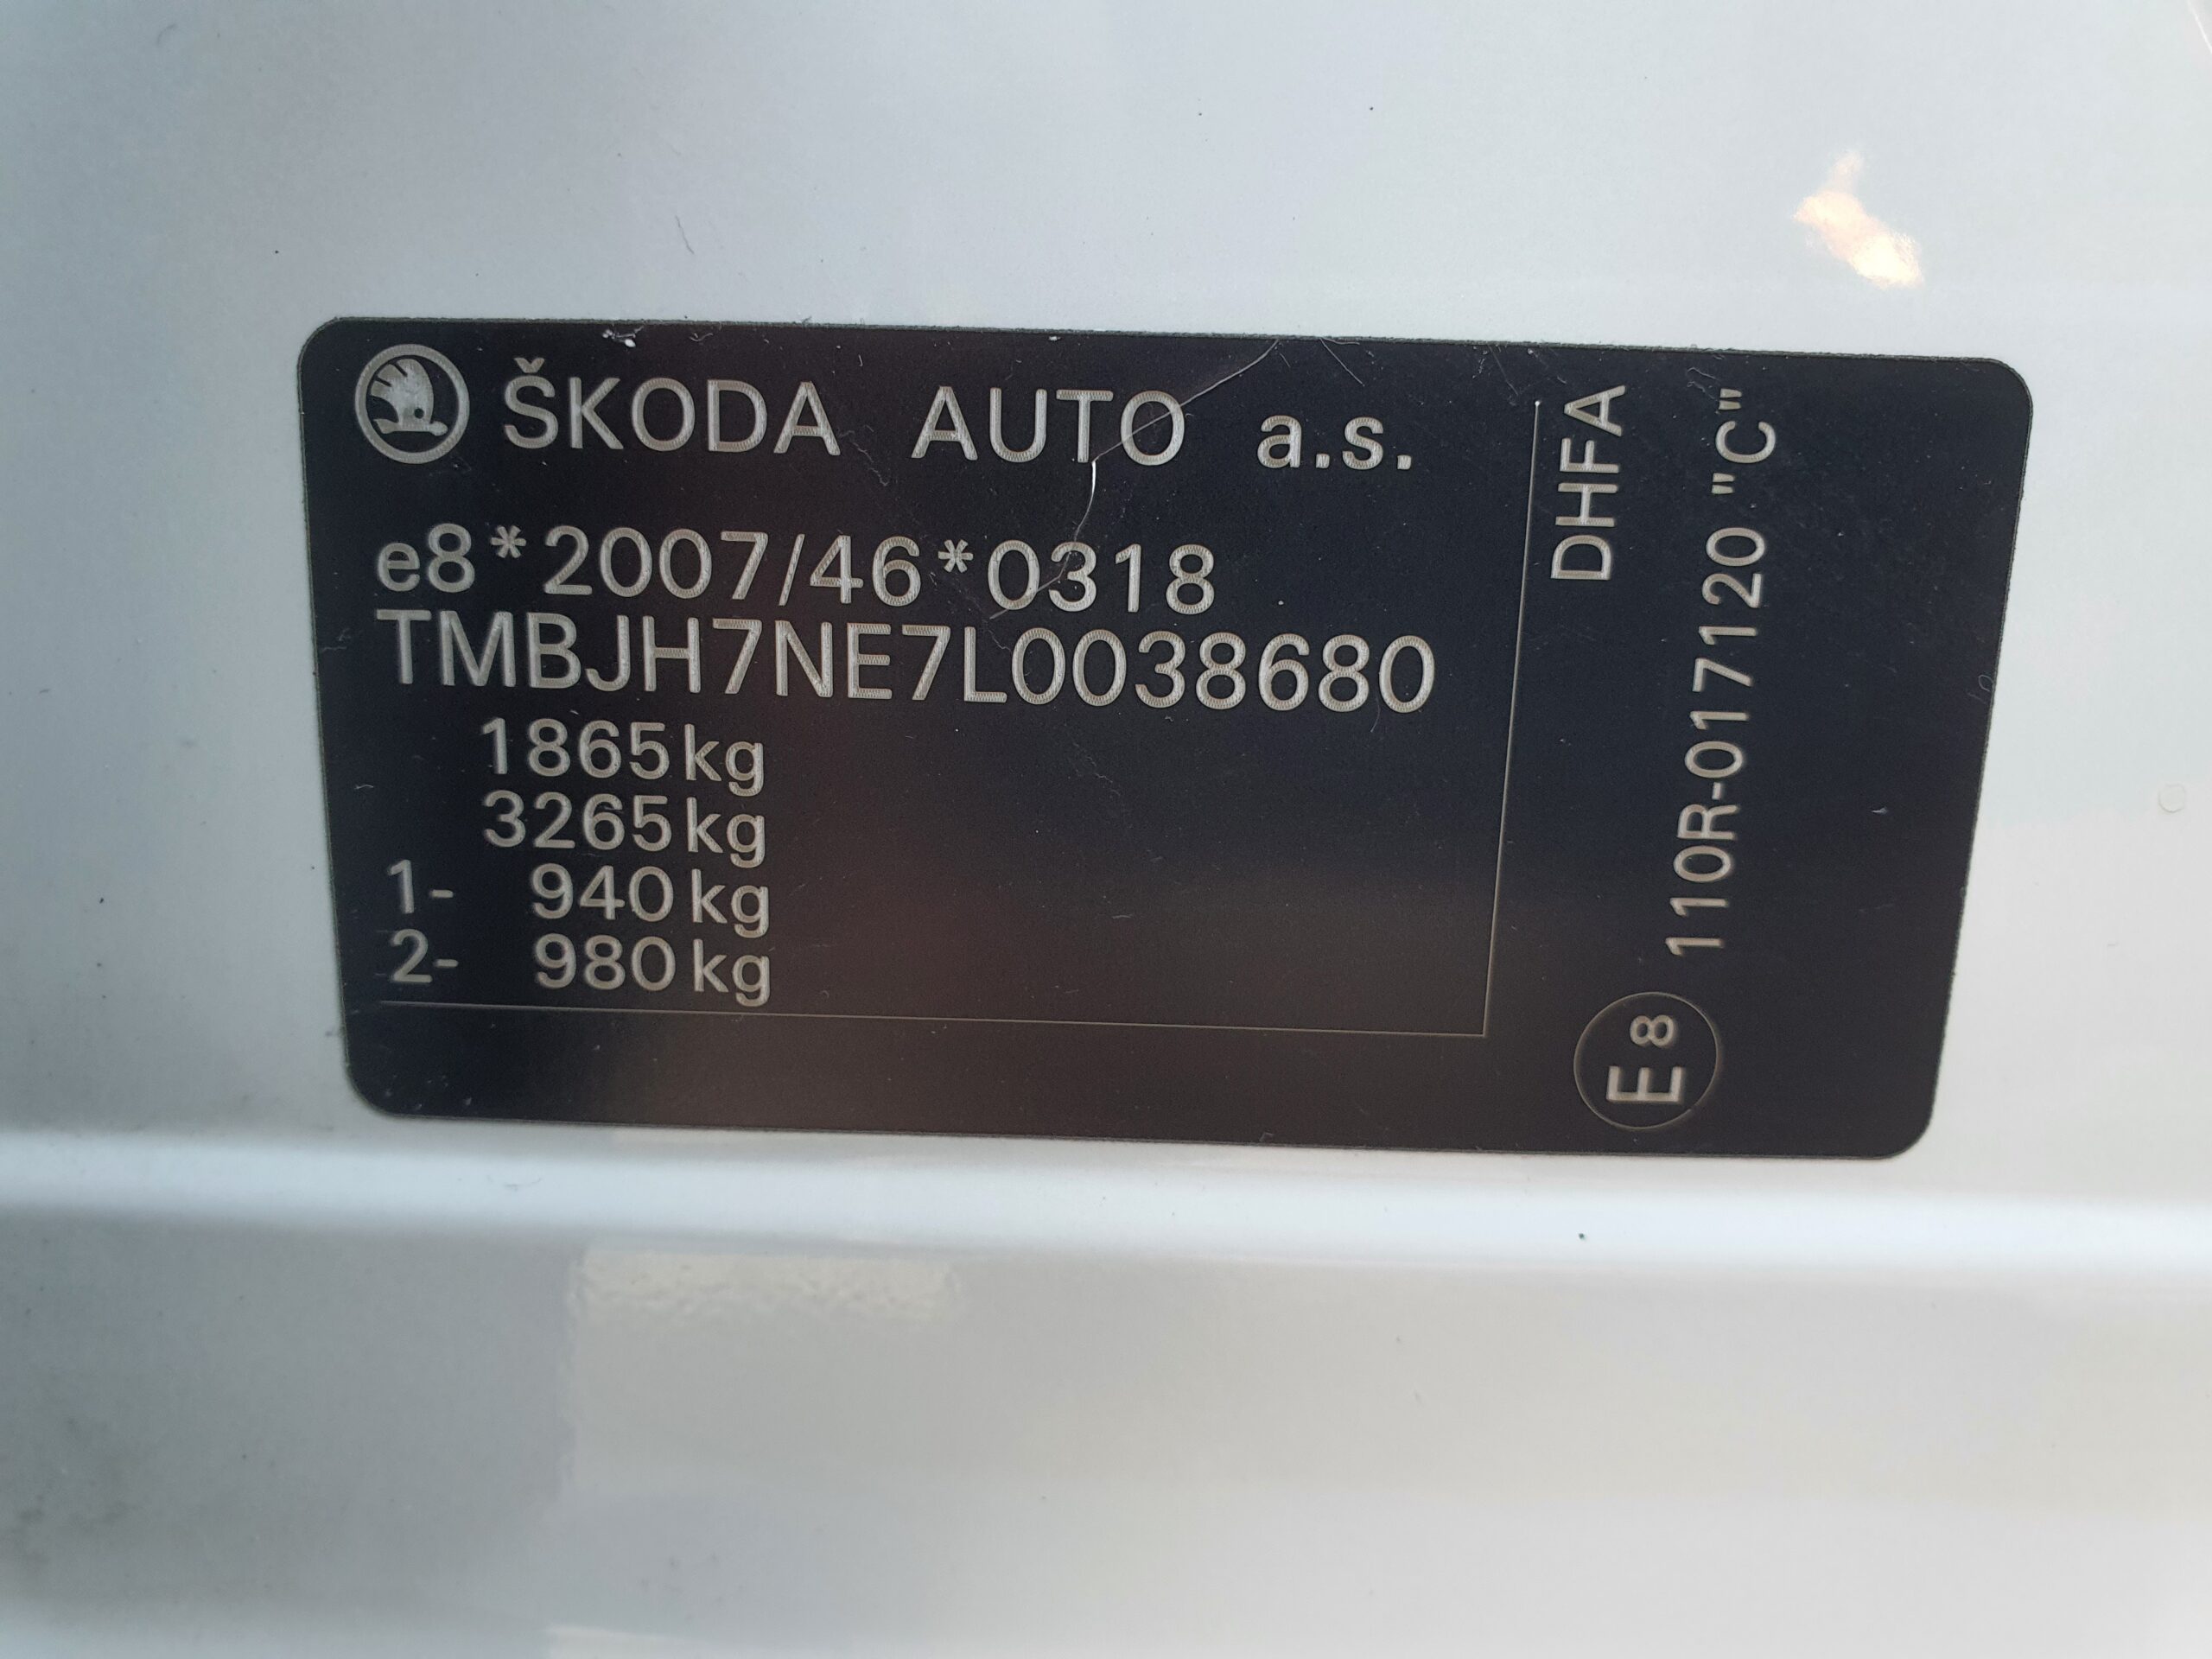 ŠKODA AUTO a.s.
e8*2007/46*0318
TMBJH7NE7L0038680
1865kg
3265kg
1- 940kg
2- 980kg
DHFA
E8 110R-017120 "C"